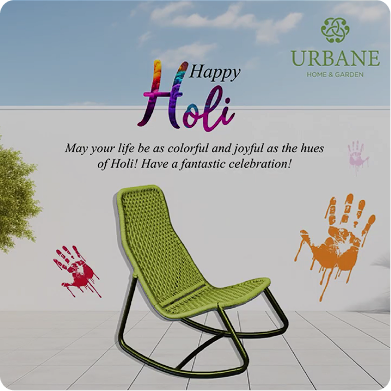 URBANE
HOME & GARDEN
Happy
Holi
May your life be as colorful and joyful as the hues
of Holi! Have a fantastic celebration!